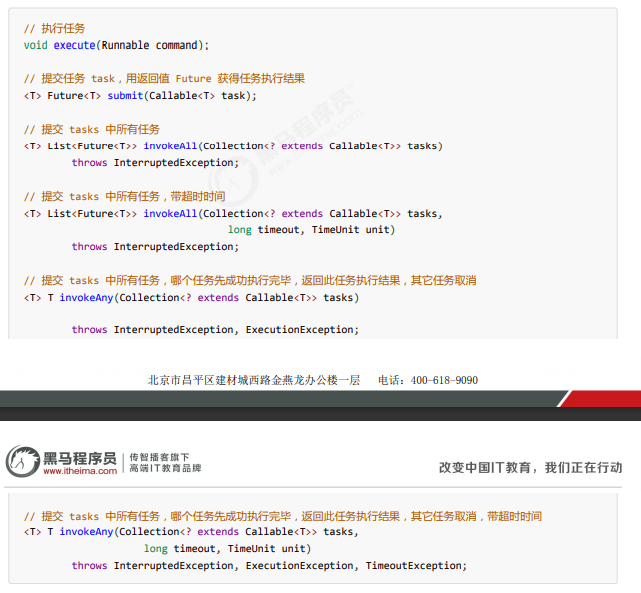 // 执行任务
void execute(Runnable command);
// 提交任务 task，用返回值 Future 获得任务执行结果
<T> Future<T> submit(Callable<T> task);
// 提交 tasks 中所有任务
<T> List<Future<T>> invokeAll(Collection<? extends Callable<T>> tasks)
throws InterruptedException;
// 提交 tasks 中所有任务，带超时时间
<T> List<Future<T>> invokeAll(Collection<? extends Callable<T>> tasks,
long timeout, TimeUnit unit)
throws InterruptedException;
// 提交 tasks 中所有任务，哪个任务先成功执行完毕，返回此任务执行结果，其它任务取消
<T> T invokeAny(Collection<? extends Callable<T>> tasks)
throws InterruptedException, ExecutionException;
黑马程序员
www.itheima.com
北京市昌平区建材城西路金燕龙办公楼一层 电话：400-618-9090
黑马程序员
www.itheima.com
传智播客旗下
高端IT教育品牌
改变中国IT教育，我们正在行动
// 提交 tasks 中所有任务，哪个任务先成功执行完毕，返回此任务执行结果，其它任务取消，带超时时间
<T> T invokeAny(Collection<? extends Callable<T>> tasks,
long timeout, TimeUnit unit)
throws InterruptedException, ExecutionException, TimeoutException;